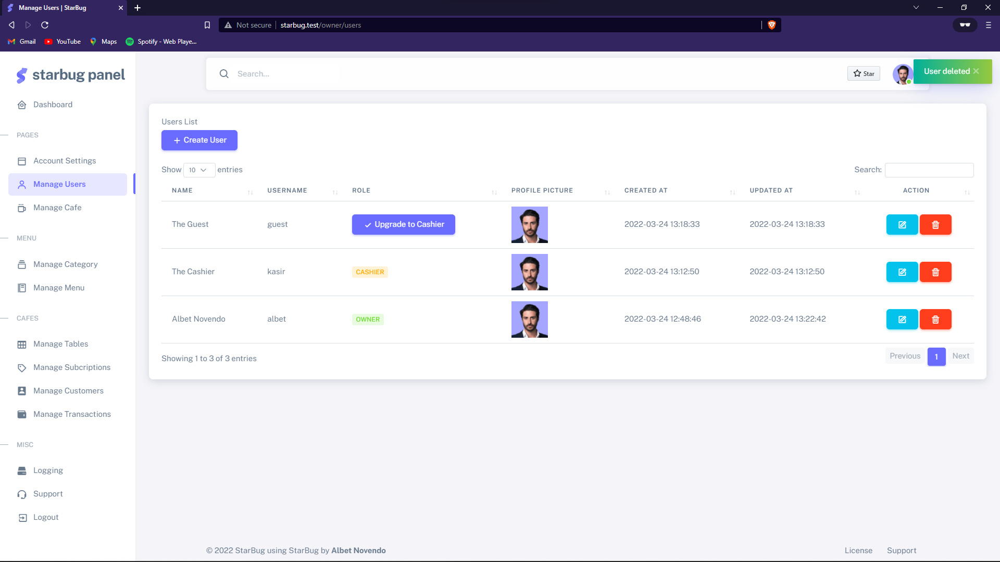 Manage Users | StarBug
Not secure
starbug.test/owner/users
Gmail
YouTube
Maps
Spotify - Web Playe...
starbug panel
Dashboard
PAGES
Account Settings
Manage Users
Manage Cafe
MENU
Manage Category
Manage Menu
CAFES
Manage Tables
Manage Subcriptions
Manage Customers
Manage Transactions
MISC
Logging
Support
Logout
Search...
Star
User deleted
Users List
Create User
Show 10 entries
Search:
NAME USERNAME ROLE PROFILE PICTURE CREATED AT UPDATED AT ACTION
The Guest guest Upgrade to Cashier 2022-03-24 13:18:33 2022-03-24 13:18:33
The Cashier kasir CASHIER 2022-03-24 13:12:50 2022-03-24 13:12:50
Albet Novendo albet OWNER 2022-03-24 12:48:46 2022-03-24 13:22:42
Showing 1 to 3 of 3 entries
Previous 1 Next
© 2022 StarBug using StarBug by Albet Novendo
License Support